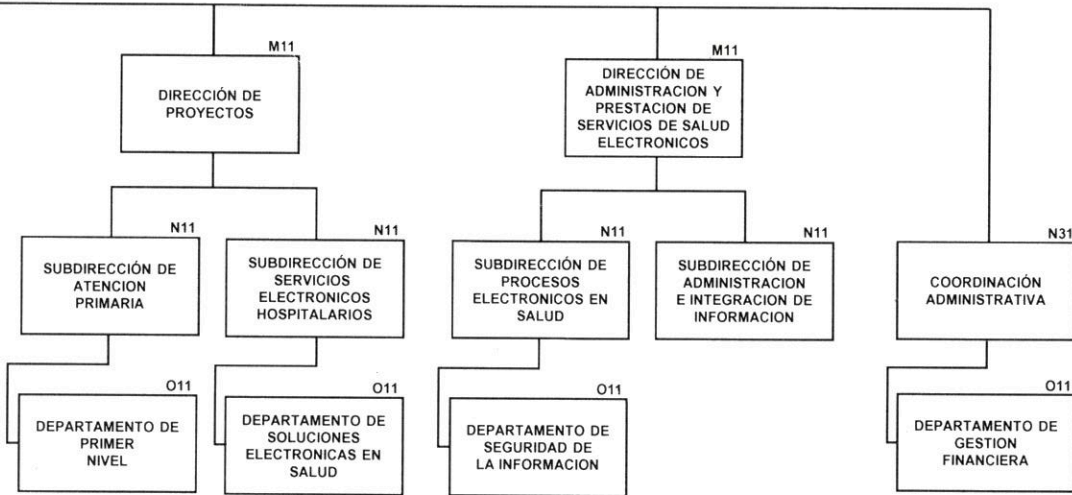 M11
DIRECCIÓN DE
PROYECTOS
M11
DIRECCIÓN DE
ADMINISTRACION Y
PRESTACION DE
SERVICIOS DE SALUD
ELECTRONICOS
N11
SUBDIRECCIÓN DE
ATENCION
PRIMARIA
N11
SUBDIRECCIÓN DE
SERVICIOS
ELECTRONICOS
HOSPITALARIOS
N11
SUBDIRECCIÓN DE
PROCESOS
ELECTRONICOS EN
SALUD
N11
SUBDIRECCIÓN DE
ADMINISTRACION
E INTEGRACION DE
INFORMACION
N31
COORDINACIÓN
ADMINISTRATIVA
O11
DEPARTAMENTO DE
PRIMER
NIVEL
O11
DEPARTAMENTO DE
SOLUCIONES
ELECTRONICAS EN
SALUD
O11
DEPARTAMENTO DE
SEGURIDAD DE
LA INFORMACION
O11
DEPARTAMENTO DE
GESTION
FINANCIERA